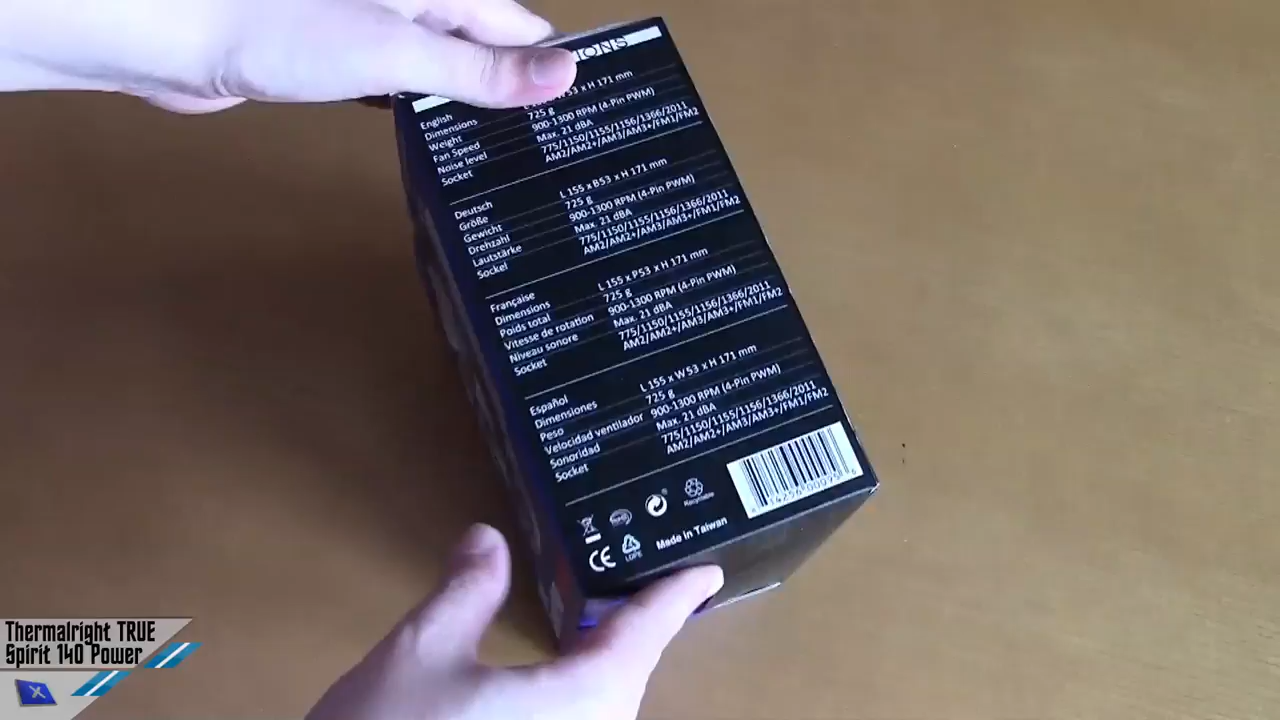 IONS
English
Dimensions 53 x H 171 mm
Weight 725 g
Fan Speed 900-1300 RPM (4-Pin PWM)
Noise level Max. 21 dBA
Socket 775/1150/1155/1156/1366/2011
AM2/AM2+/AM3/AM3+/FM1/FM2
Deutsch
Größe L 155 x B53 x H 171 mm
Gewicht 725 g
Drehzahl 900-1300 RPM (4-Pin PWM)
Lautstärke Max. 21 dBA
Sockel 775/1150/1155/1156/1366/2011
AM2/AM2+/AM3/AM3+/FM1/FM2
Française
Dimensions L 155 x P53 x H 171 mm
Poids total 725 g
Vitesse de rotation 900-1300 RPM (4-Pin PWM)
Niveau sonore Max. 21 dBA
Socket 775/1150/1155/1156/1366/2011
AM2/AM2+/AM3/AM3+/FM1/FM2
Español
Dimensiones L 155 x W 53 x H 171 mm
Peso 725 g
Velocidad ventilador 900-1300 RPM (4-Pin PWM)
Sonoridad Max. 21 dBA
Socket 775/1150/1155/1156/1366/2011
AM2/AM2+/AM3/AM3+/FM1/FM2
RoHS
Recyclable
CE
LDPE
Made in Taiwan
Thermalright TRUE
Spirit 140 Power
X